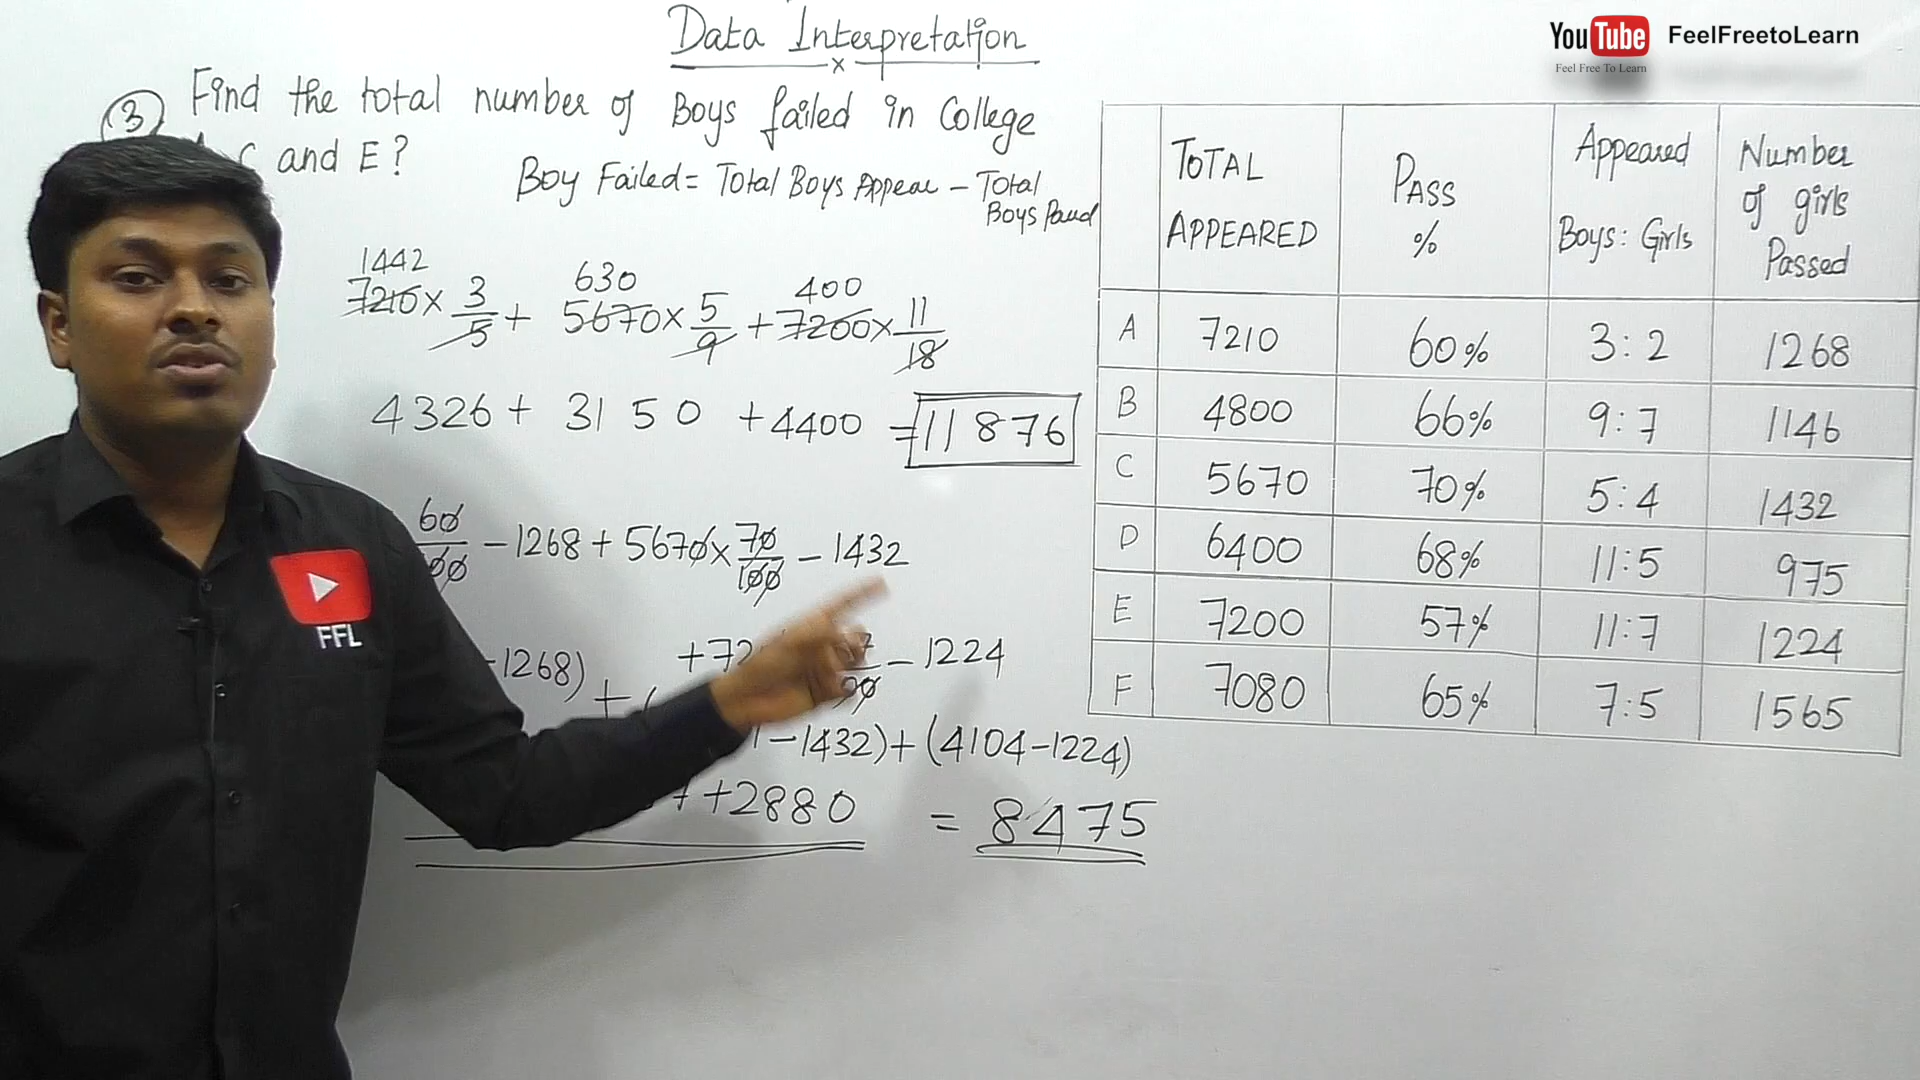 Data Interpretation
x
YouTube FeelFreetoLearn
Feel Free To Learn
3 Find the total number of Boys failed in College
C and E?
Boy Failed = Total Boys Appear - Total
Boys Passed
1442 630 400
7210 × 3/5 + 5670 × 5/9 + 7200 × 11/18
4326 + 3150 + 4400 = 11876
60/100 - 1268 + 5670 × 70/100 - 1432
-1268) + ( +72 - 1224
-1432) + (4104-1224)
+2880 = 8475
FFL
TOTAL APPEARED PASS % Appeared Boys: Girls Number of girls Passed
A 7210 60% 3:2 1268
B 4800 66% 9:7 1146
C 5670 70% 5:4 1432
D 6400 68% 11:5 975
E 7200 57% 11:7 1224
F 7080 65% 7:5 1565